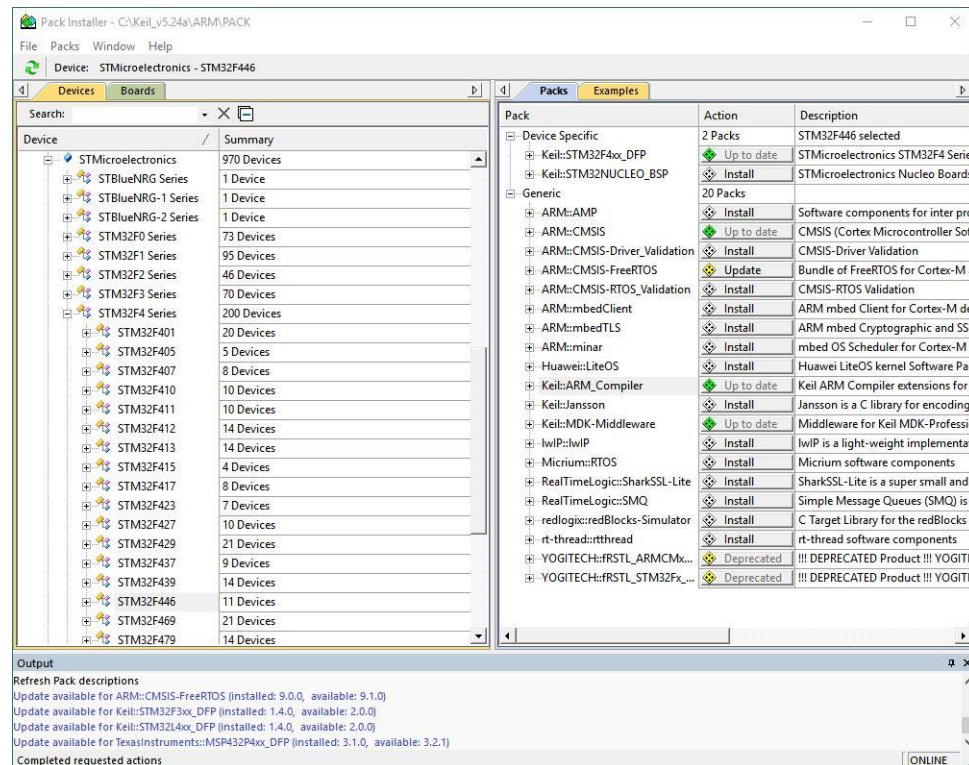 Pack Installer - C:\Keil_v5.24a\ARM\PACK
File Packs Window Help
Device: STMicroelectronics - STM32F446
Devices Boards
Search:
Device Summary
STMicroelectronics 970 Devices
STBlueNRG Series 1 Device
STBlueNRG-1 Series 1 Device
STBlueNRG-2 Series 1 Device
STM32F0 Series 73 Devices
STM32F1 Series 95 Devices
STM32F2 Series 46 Devices
STM32F3 Series 70 Devices
STM32F4 Series 200 Devices
STM32F401 20 Devices
STM32F405 5 Devices
STM32F407 8 Devices
STM32F410 10 Devices
STM32F411 10 Devices
STM32F412 14 Devices
STM32F413 14 Devices
STM32F415 4 Devices
STM32F417 8 Devices
STM32F423 7 Devices
STM32F427 10 Devices
STM32F429 21 Devices
STM32F437 9 Devices
STM32F439 14 Devices
STM32F446 11 Devices
STM32F469 21 Devices
STM32F479 14 Devices
Packs Examples
Pack Action Description
Device Specific 2 Packs STM32F446 selected
Keil::STM32F4xx_DFP Up to date STMicroelectronics STM32F4 Serie
Keil::STM32NUCLEO_BSP Install STMicroelectronics Nucleo Boards
Generic 20 Packs
ARM::AMP Install Software components for inter pro
ARM::CMSIS Up to date CMSIS (Cortex Microcontroller Sof
ARM::CMSIS-Driver_Validation Install CMSIS-Driver Validation
ARM::CMSIS-FreeRTOS Update Bundle of FreeRTOS for Cortex-M
ARM::CMSIS-RTOS_Validation Install CMSIS-RTOS Validation
ARM::mbedClient Install ARM mbed Client for Cortex-M de
ARM::mbedTLS Install ARM mbed Cryptographic and SS
ARM::minar Install mbed OS Scheduler for Cortex-M
Huawei::LiteOS Install Huawei LiteOS kernel Software Pa
Keil::ARM_Compiler Up to date Keil ARM Compiler extensions for
Keil::Jansson Install Jansson is a C library for encoding
Keil::MDK-Middleware Up to date Middleware for Keil MDK-Professi
lwIP::lwIP Install lwIP is a light-weight implementa
Micrium::RTOS Install Micrium software components
RealTimeLogic::SharkSSL-Lite Install SharkSSL-Lite is a super small and
RealTimeLogic::SMQ Install Simple Message Queues (SMQ) is
redlogix::redBlocks-Simulator Install C Target Library for the redBlocks
rt-thread::rtthread Install rt-thread software components
YOGITECH::fRSTL_ARMCMx... Deprecated !!! DEPRECATED Product !!! YOGIT
YOGITECH::fRSTL_STM32Fx_... Deprecated !!! DEPRECATED Product !!! YOGIT
Output
Refresh Pack descriptions
Update available for ARM::CMSIS-FreeRTOS (installed: 9.0.0, available: 9.1.0)
Update available for Keil::STM32F3xx_DFP (installed: 1.4.0, available: 2.0.0)
Update available for Keil::STM32L4xx_DFP (installed: 1.4.0, available: 2.0.0)
Update available for TexasInstruments::MSP432P4xx_DFP (installed: 3.1.0, available: 3.2.1)
Completed requested actions ONLINE